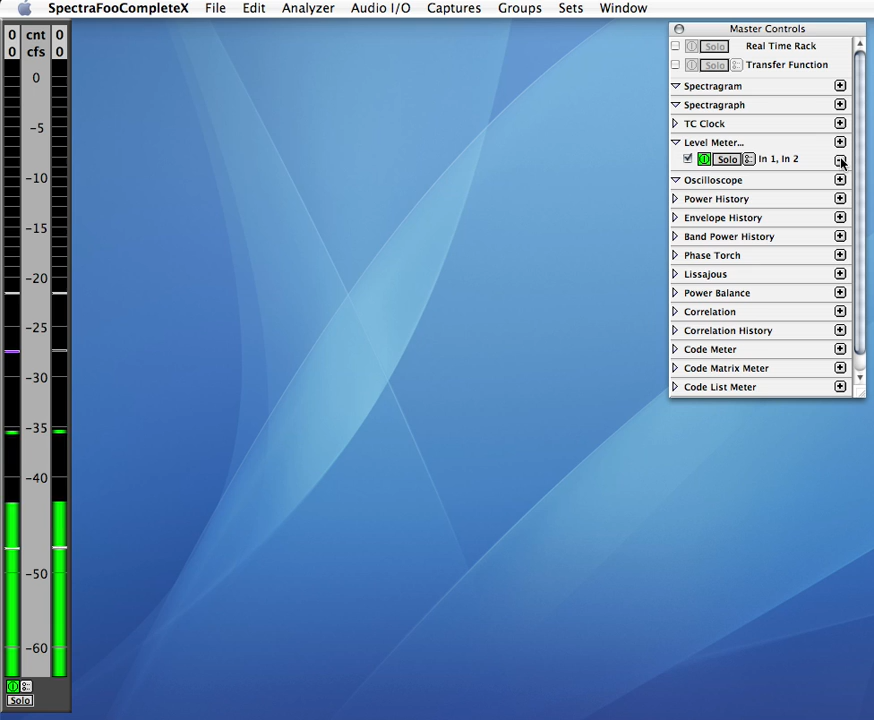 SpectraFooCompleteX File Edit Analyzer Audio I/O Captures Groups Sets Window
0 cnt 0
0 cfs 0
0
-5
-10
-15
-20
-25
-30
-35
-40
-50
-60
Solo
Master Controls
Solo Real Time Rack
Solo Transfer Function
Spectragram
Spectragraph
TC Clock
Level Meter...
Solo In 1, In 2
Oscilloscope
Power History
Envelope History
Band Power History
Phase Torch
Lissajous
Power Balance
Correlation
Correlation History
Code Meter
Code Matrix Meter
Code List Meter